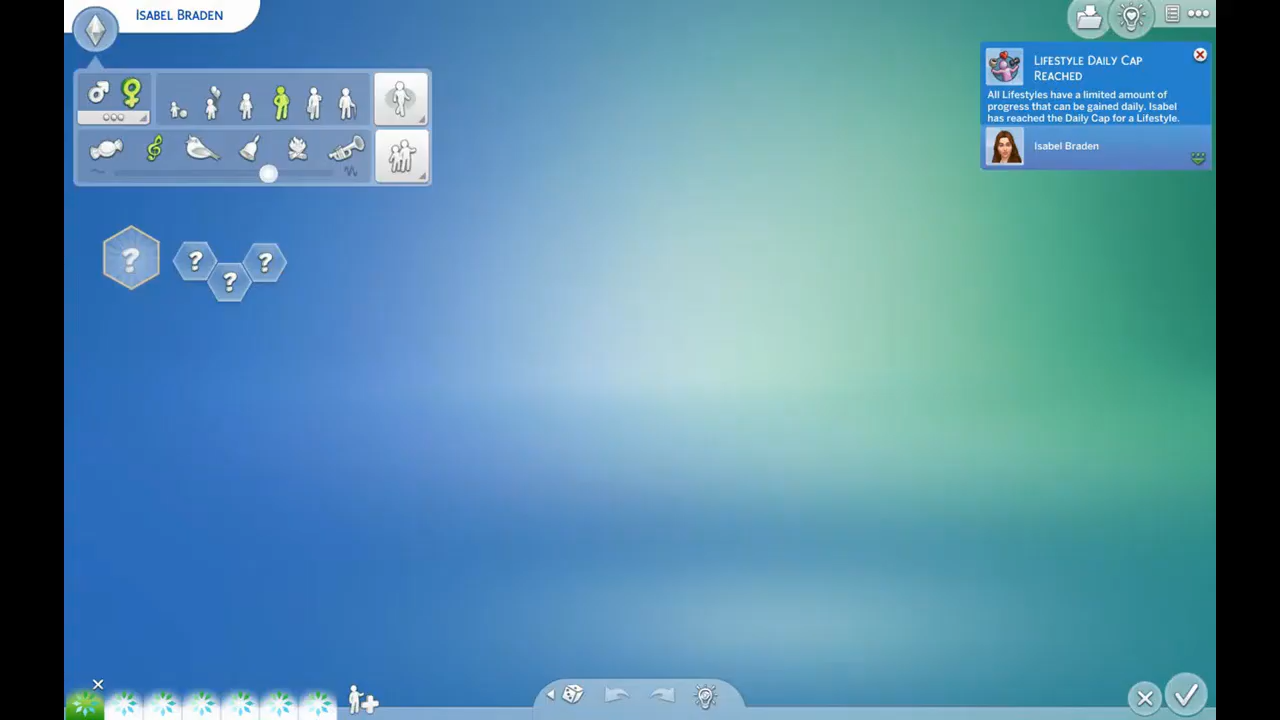 ISABEL BRADEN
LIFESTYLE DAILY CAP
REACHED
All Lifestyles have a limited amount of
progress that can be gained daily. Isabel
has reached the Daily Cap for a Lifestyle.
Isabel Braden
? ? ? ?